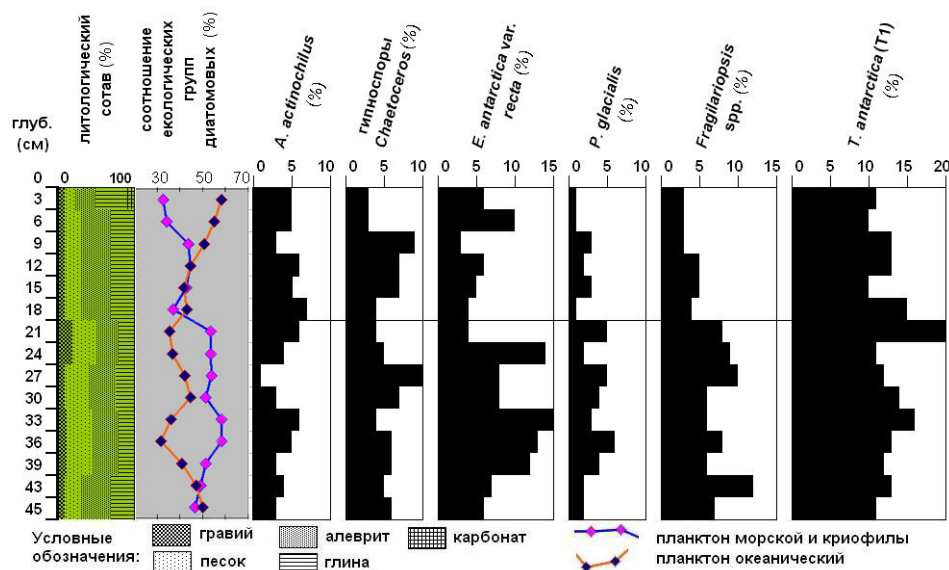 литологический
сотав (%)
соотношение
екологических
групп
диатомовых (%)
A. actinochilus
(%)
гипноспоры
Chaetoceros (%)
E. antarctica var.
recta (%)
P. glacialis
(%)
Fragilariopsis
spp. (%)
T. antarctica (T1)
(%)
глуб.
(см)
0 0 100 30 50 70 0 5 10 0 5 10 0 5 10 15 0 5 10 0 5 10 15 0 5 10 15 20
3
6
9
12
15
18
21
24
27
30
33
36
39
43
45
Условные
обозначения:
гравий
алеврит
карбонат
песок
глина
планктон морской и криофилы
планктон океанический